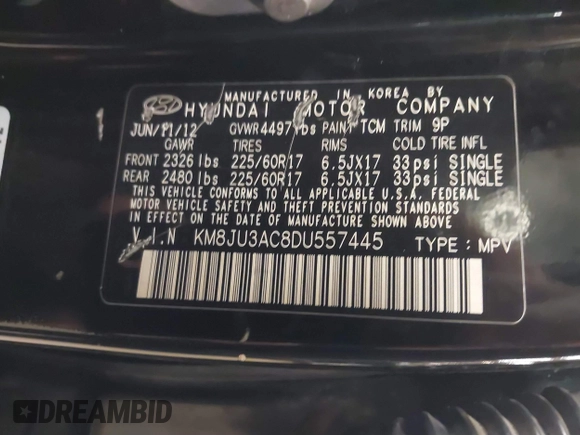 MANUFACTURED IN KOREA BY
HYUNDAI MOTOR COMPANY
JUN/11/12 GVWR4497lbs PAINT TCM TRIM 9P
GAWR TIRES RIMS COLD TIRE INFL
FRONT 2326 lbs 225/60R17 6.5JX17 33psi SINGLE
REAR 2480 lbs 225/60R17 6.5JX17 33psi SINGLE
THIS VEHICLE CONFORMS TO ALL APPLICABLE U.S.A. FEDERAL
MOTOR VEHICLE SAFETY AND THEFT PREVENTION STANDARDS
IN EFFECT ON THE DATE OF MANUFACTURE SHOWN ABOVE
V.I.N KM8JU3AC8DU557445 TYPE: MPV
DREAMBID